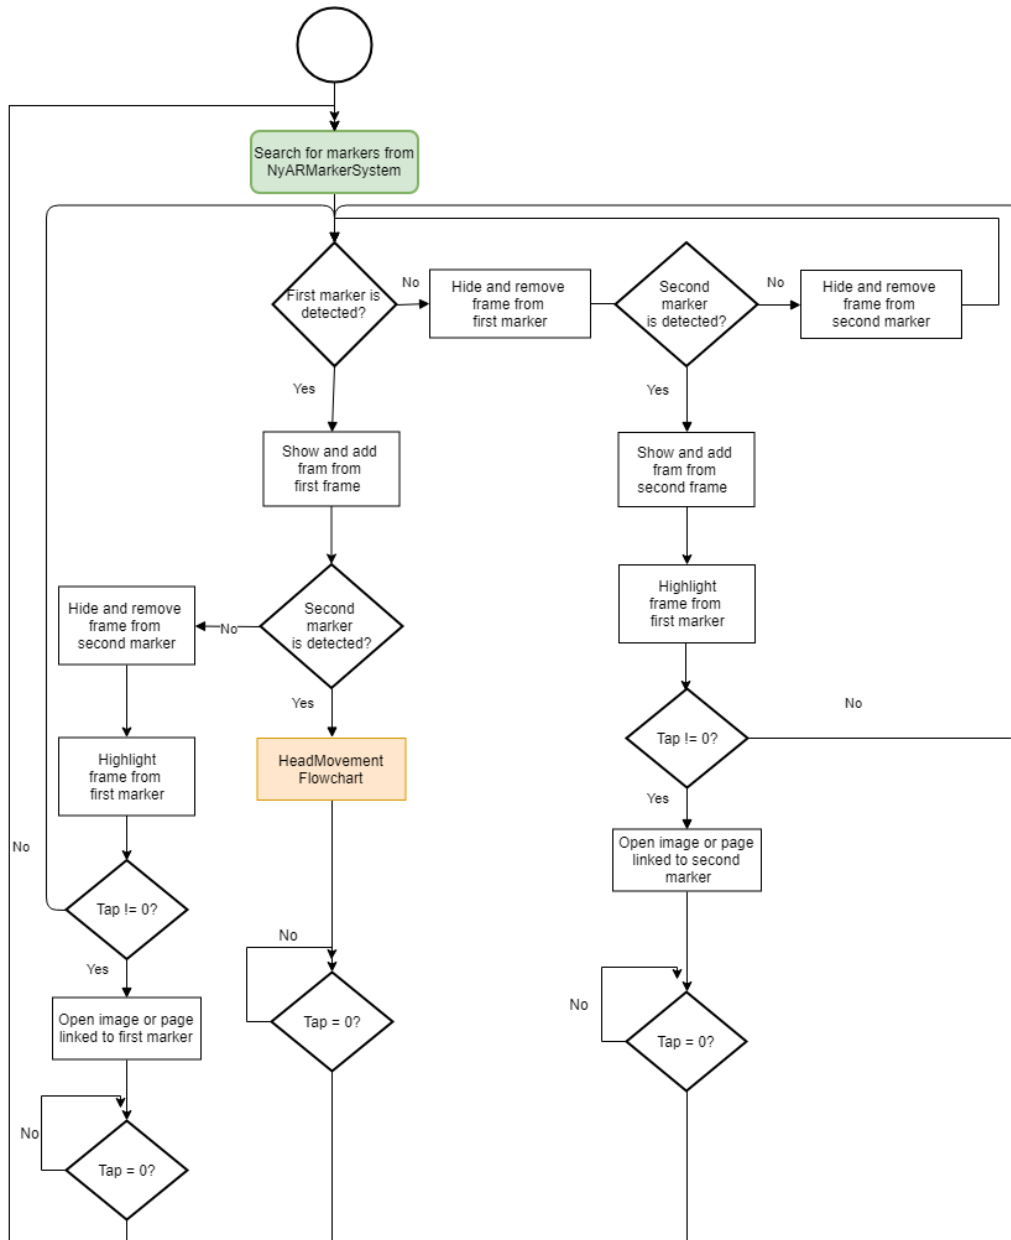 Search for markers from
NyARMarkerSystem
First marker is
detected?
No
Hide and remove
frame from
first marker
Second
marker
is detected?
No
Hide and remove
frame from
second marker
Yes
Yes
Show and add
fram from
first frame
Show and add
fram from
second frame
Hide and remove
frame from
second marker
No
Second
marker
is detected?
Highlight
frame from
first marker
Yes
No
Highlight
frame from
first marker
HeadMovement
Flowchart
Tap != 0?
Yes
No
Open image or page
linked to second
marker
Tap != 0?
No
Yes
No
Open image or page
linked to first marker
Tap = 0?
Tap = 0?
No
Tap = 0?